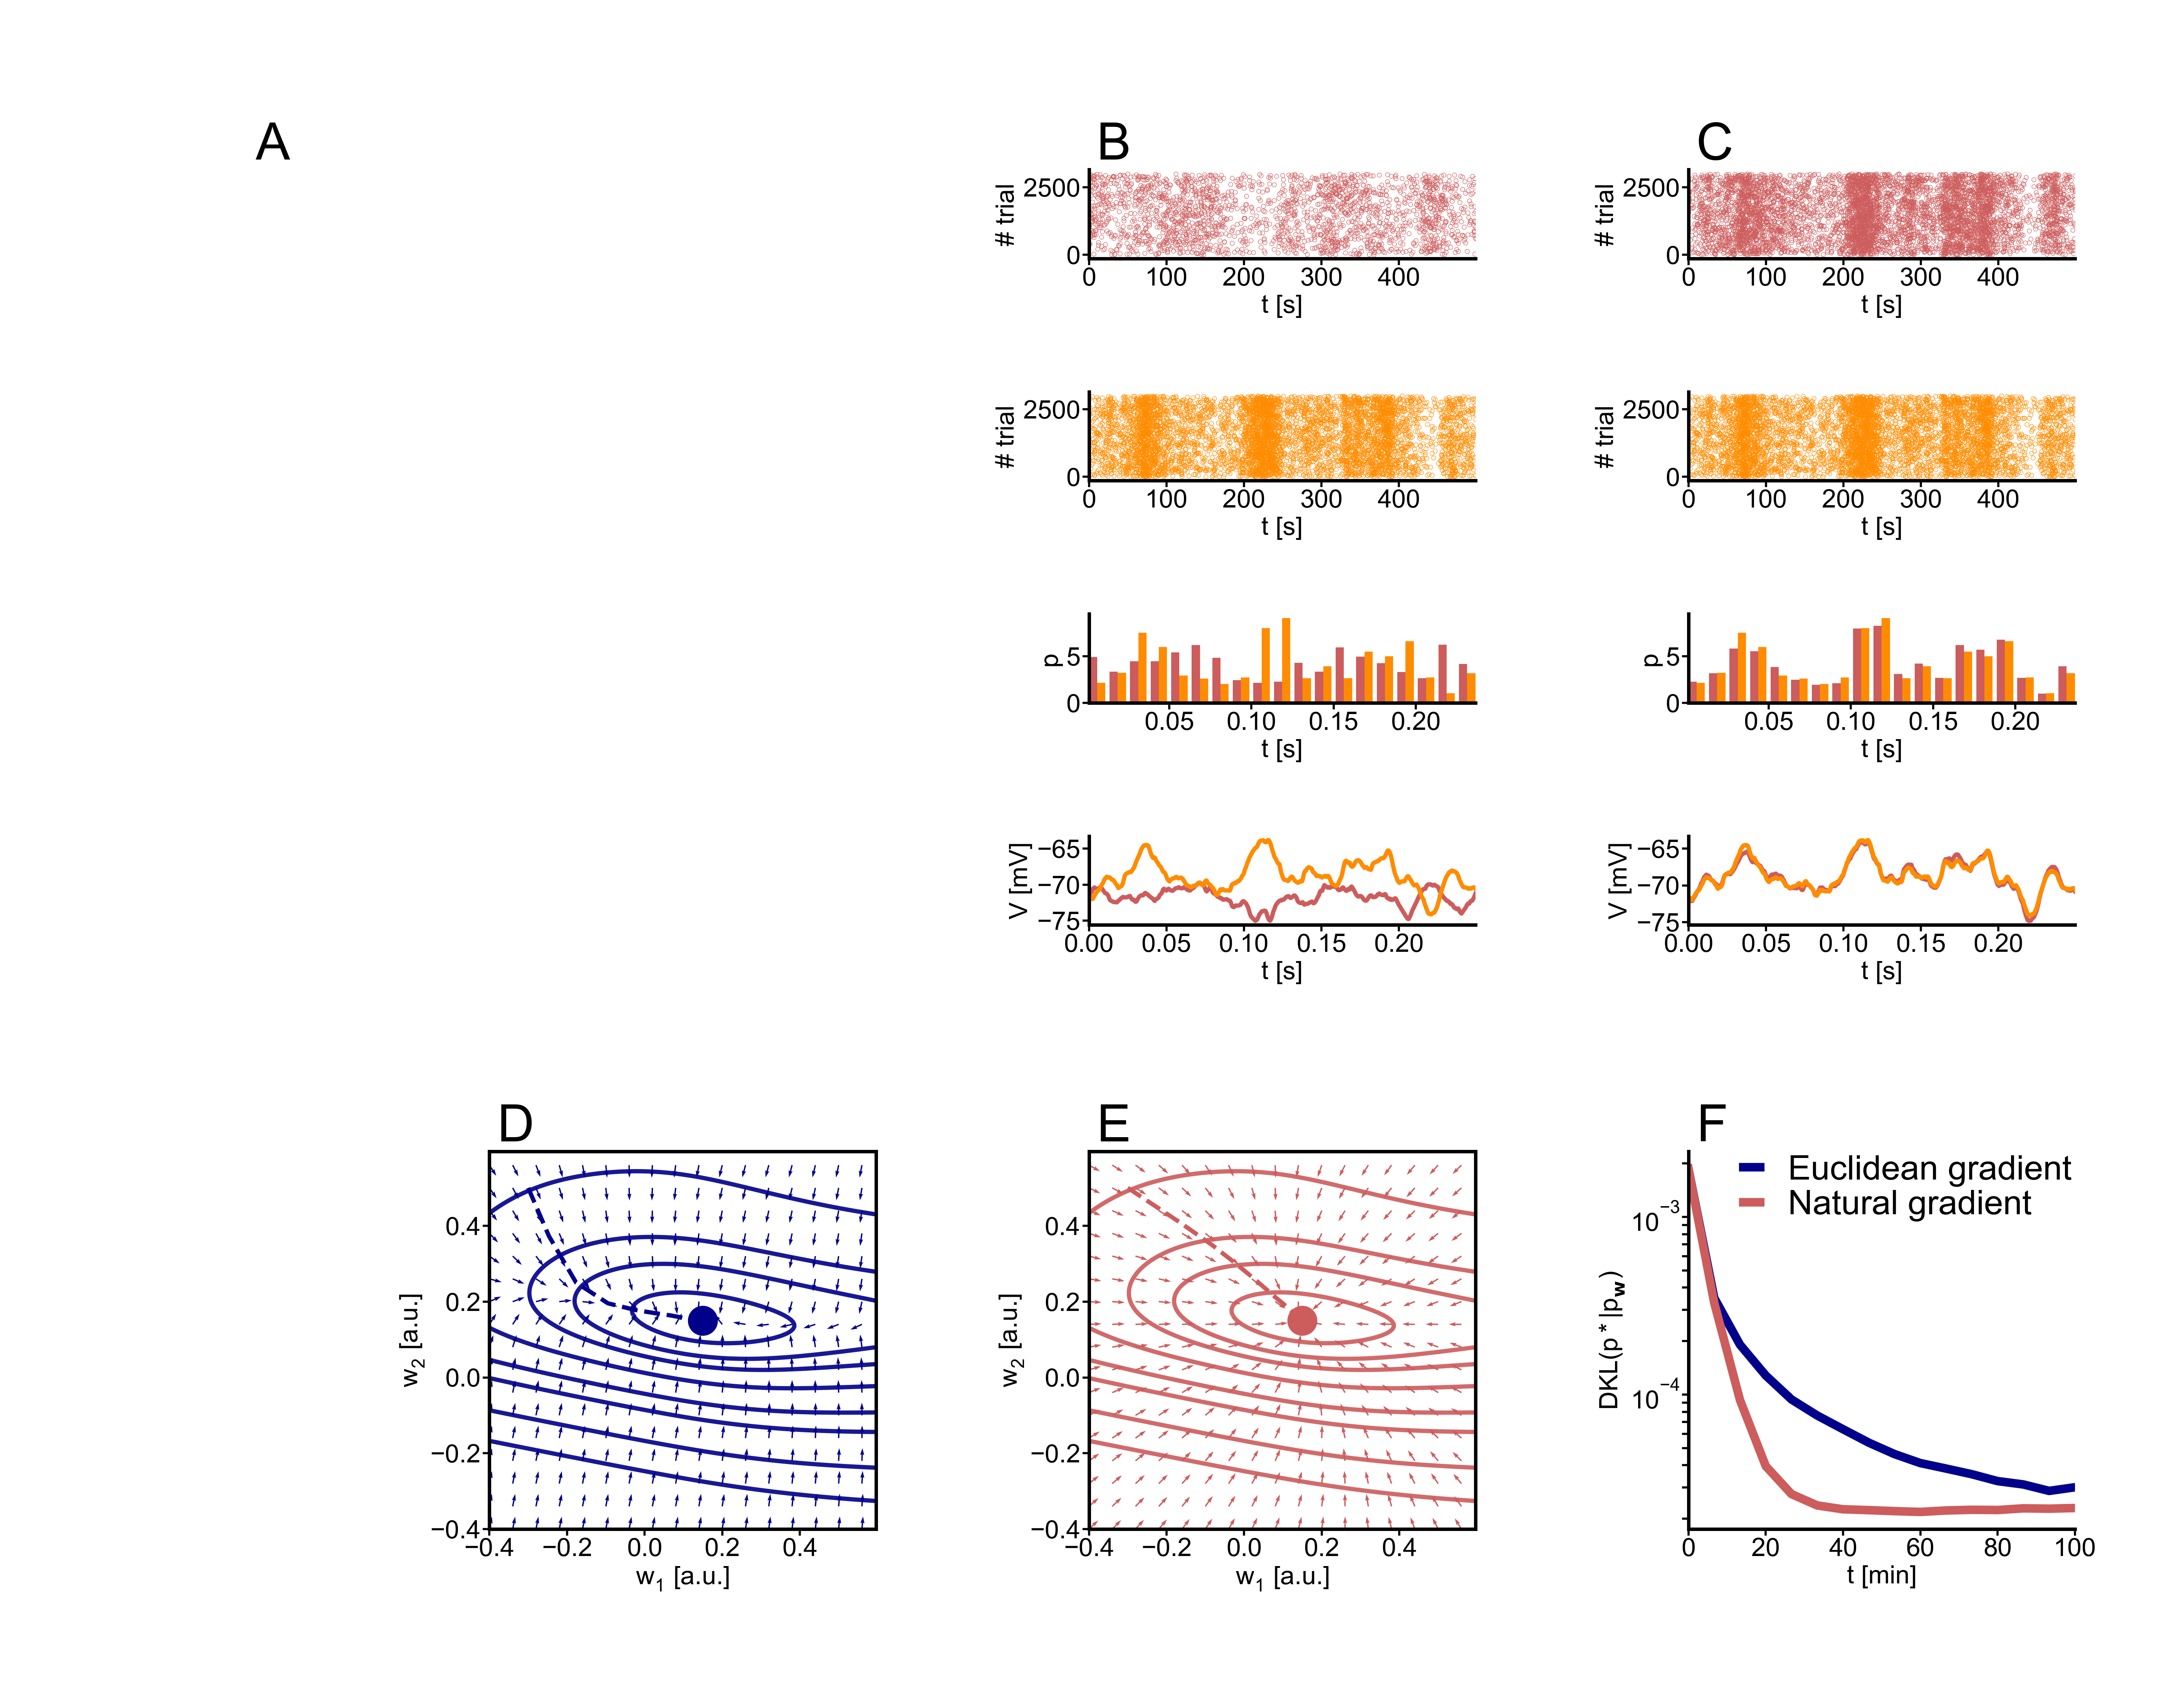 A
B
C
# trial
2500
0
0 100 200 300 400
t [s]
# trial
2500
0
0 100 200 300 400
t [s]
# trial
2500
0
0 100 200 300 400
t [s]
# trial
2500
0
0 100 200 300 400
t [s]
p
5
0
0.05 0.10 0.15 0.20
t [s]
p
5
0
0.05 0.10 0.15 0.20
t [s]
V [mV]
−65
−70
−75
0.00 0.05 0.10 0.15 0.20
t [s]
V [mV]
−65
−70
−75
0.00 0.05 0.10 0.15 0.20
t [s]
D
w2 [a.u.]
0.4
0.2
0.0
−0.2
−0.4
−0.4 −0.2 0.0 0.2 0.4
w1 [a.u.]
E
w2 [a.u.]
0.4
0.2
0.0
−0.2
−0.4
−0.4 −0.2 0.0 0.2 0.4
w1 [a.u.]
F
Euclidean gradient
Natural gradient
DKL(p*|pw)
10−3
10−4
0 20 40 60 80 100
t [min]